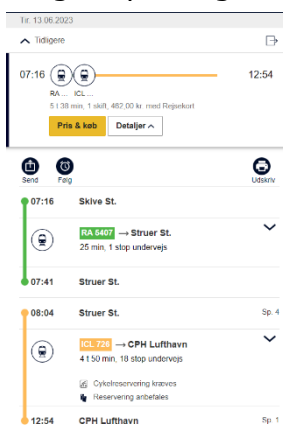 Tir. 13.06.2023
Tidligere
07:16 12:54
RA ... ICL ...
5 t 38 min, 1 skift, 462,00 kr. med Rejsekort
Pris & køb Detaljer
Send Følg Udskriv
07:16 Skive St.
RA 5407 → Struer St.
25 min, 1 stop undervejs
07:41 Struer St.
08:04 Struer St. Sp. 4
ICL 726 → CPH Lufthavn
4 t 50 min, 18 stop undervejs
Cykelreservering kræves
Reservering anbefales
12:54 CPH Lufthavn Sp. 1